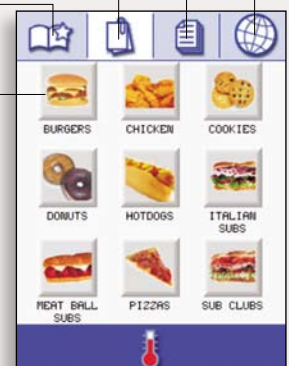 BURGERS
CHICKEN
COOKIES
DONUTS
HOTDOGS
ITALIAN
SUBS
MEAT BALL
SUBS
PIZZAS
SUB CLUBS